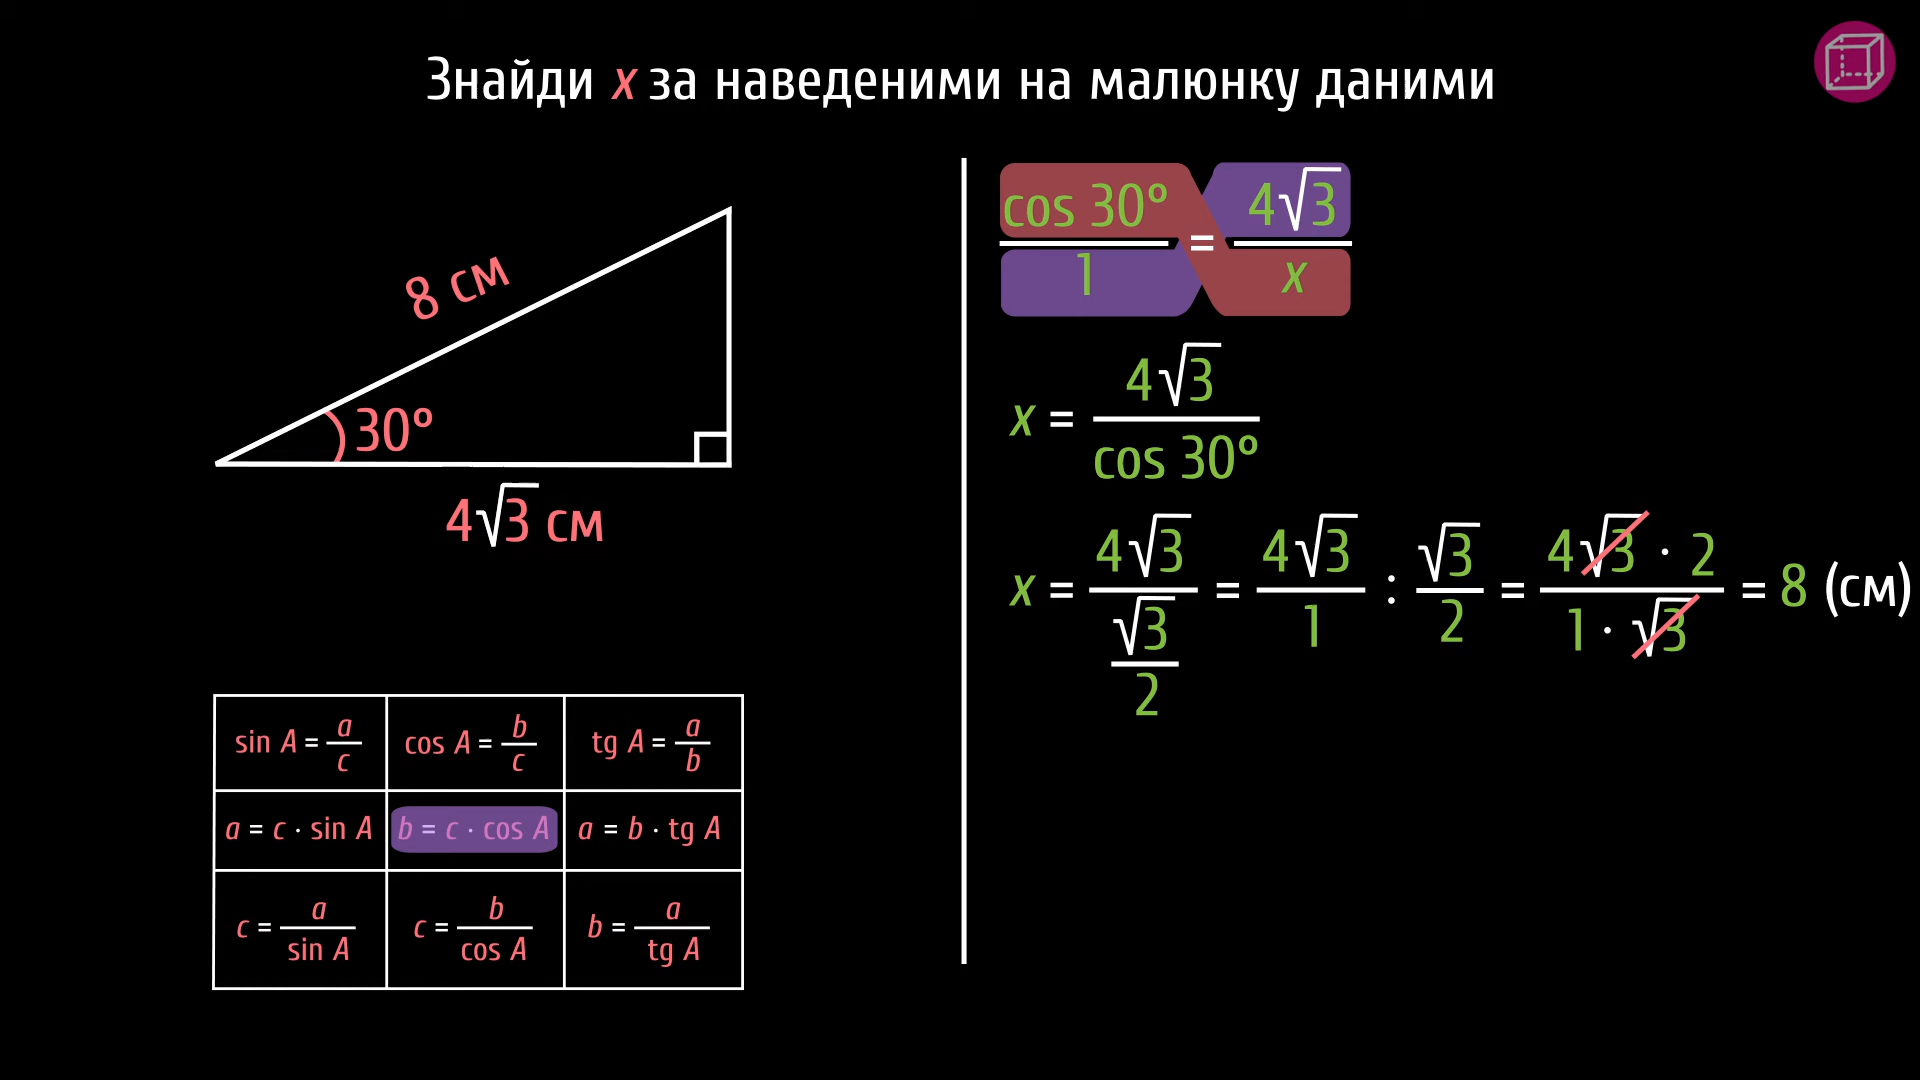 Знайди x за наведеними на малюнку даними
8 см
30°
4√3 см
cos 30° / 1 = 4√3 / x
x = 4√3 / cos 30°
x = 4√3 / (√3 / 2) = 4√3 / 1 : √3 / 2 = 4√3 · 2 / 1 · √3 = 8 (см)
sin A = a / c cos A = b / c tg A = a / b
a = c · sin A b = c · cos A a = b · tg A
c = a / sin A c = b / cos A b = a / tg A